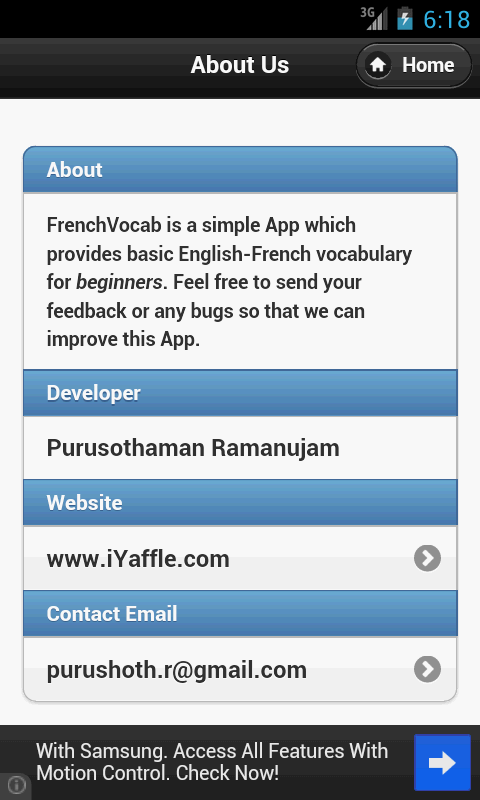 3G 6:18
About Us Home
About
FrenchVocab is a simple App which
provides basic English-French vocabulary
for beginners. Feel free to send your
feedback or any bugs so that we can
improve this App.
Developer
Purusothaman Ramanujam
Website
www.iYaffle.com
Contact Email
purushoth.r@gmail.com
With Samsung. Access All Features With
Motion Control. Check Now!